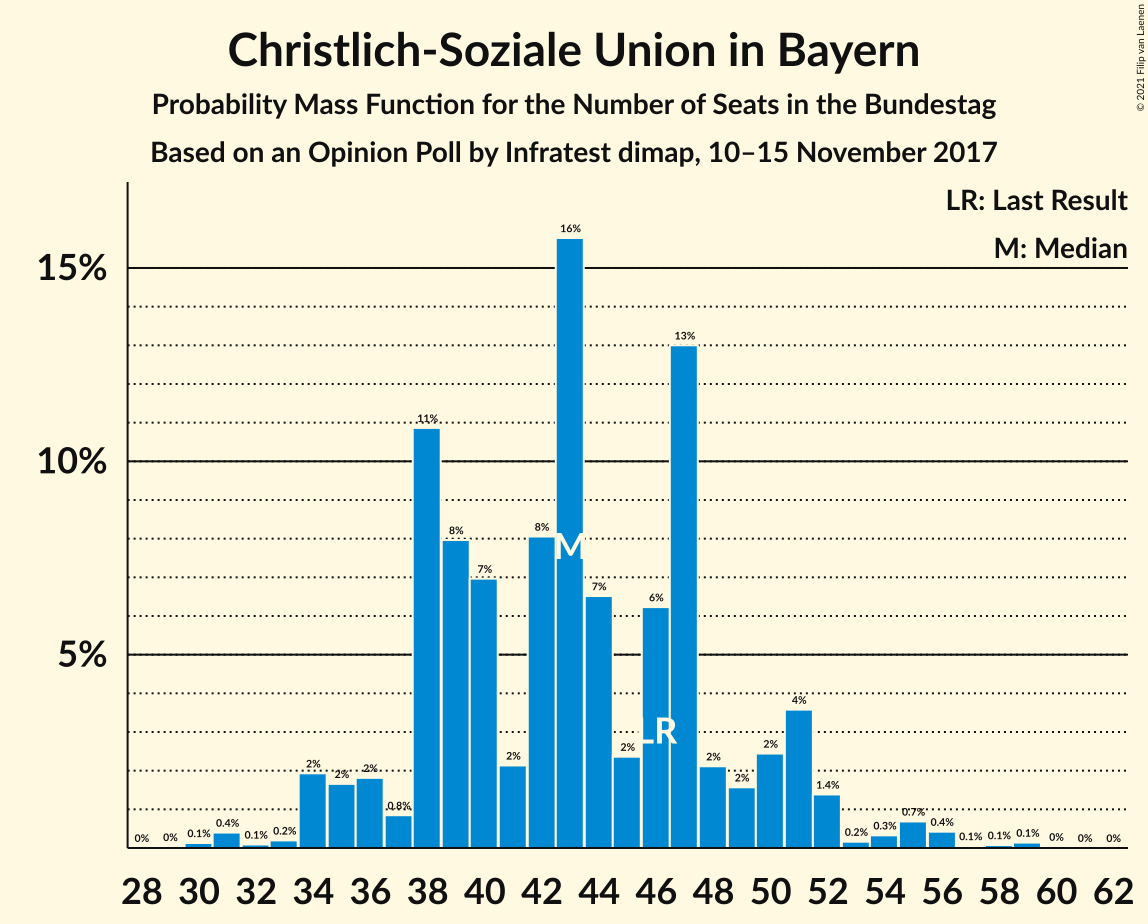 Christlich-Soziale Union in Bayern
Probability Mass Function for the Number of Seats in the Bundestag
Based on an Opinion Poll by Infratest dimap, 10–15 November 2017
© 2021 Filip van Laenen
LR: Last Result
M: Median
15%
10%
5%
0% 0% 0.1% 0.4% 0.1% 0.2% 2% 2% 2% 0.8% 11% 8% 7% 2% 8% 16% 7% 2% 6% 13% 2% 2% 2% 4% 1.4% 0.2% 0.3% 0.7% 0.4% 0.1% 0.1% 0.1% 0% 0% 0%
M
LR
28 30 32 34 36 38 40 42 44 46 48 50 52 54 56 58 60 62